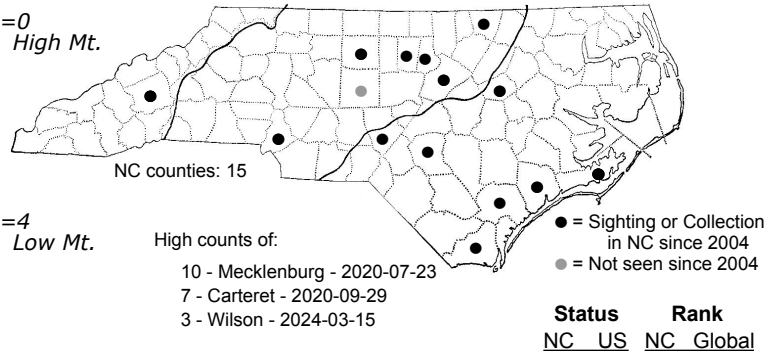 =0
High Mt.
NC counties: 15
=4
Low Mt.
High counts of:
10 - Mecklenburg - 2020-07-23
7 - Carteret - 2020-09-29
3 - Wilson - 2024-03-15
= Sighting or Collection
in NC since 2004
= Not seen since 2004
Status Rank
NC US NC Global